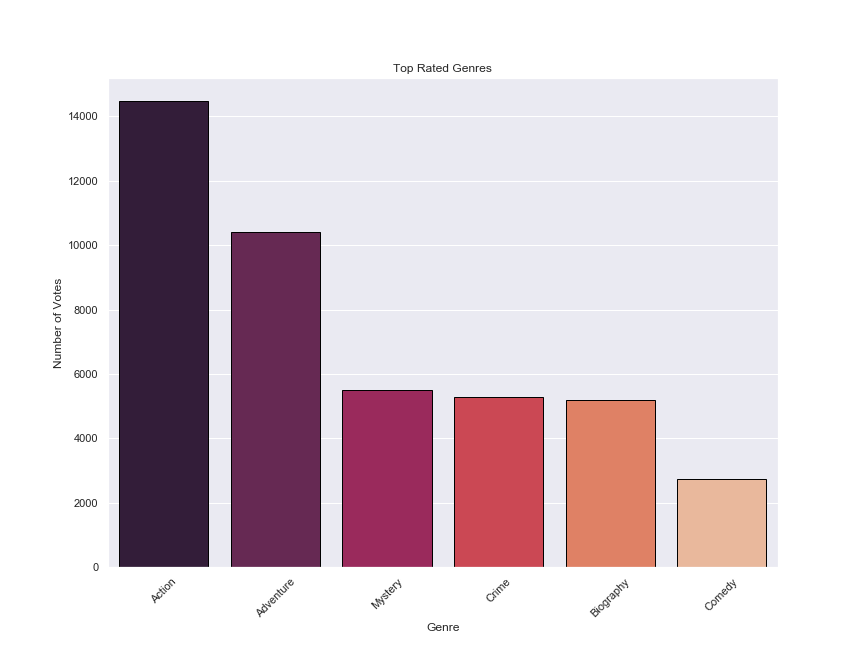 Top Rated Genres
Number of Votes
14000
12000
10000
8000
6000
4000
2000
0
Action
Adventure
Mystery
Crime
Biography
Comedy
Genre